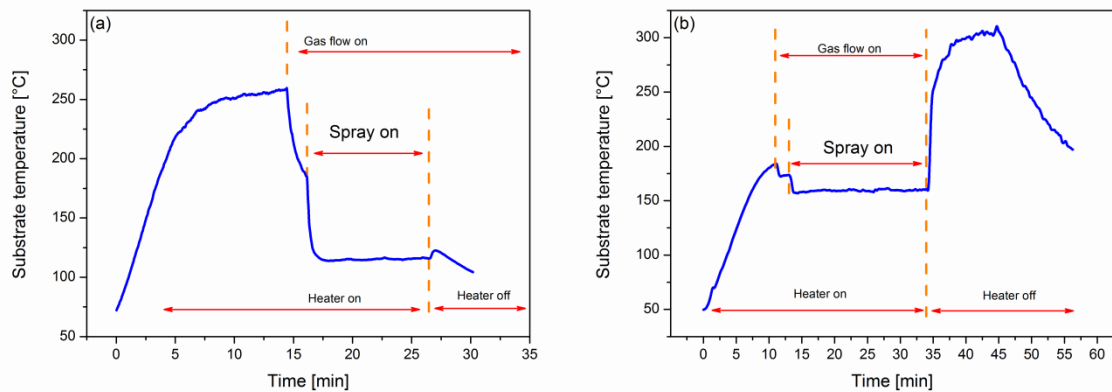 (a)
Gas flow on
Spray on
Heater on
Heater off
Substrate temperature [°C]
50
100
150
200
250
300
0
5
10
15
20
25
30
35
Time [min]
(b)
Gas flow on
Spray on
Heater on
Heater off
Substrate temperature [°C]
50
100
150
200
250
300
0
5
10
15
20
25
30
35
40
45
50
55
60
Time [min]